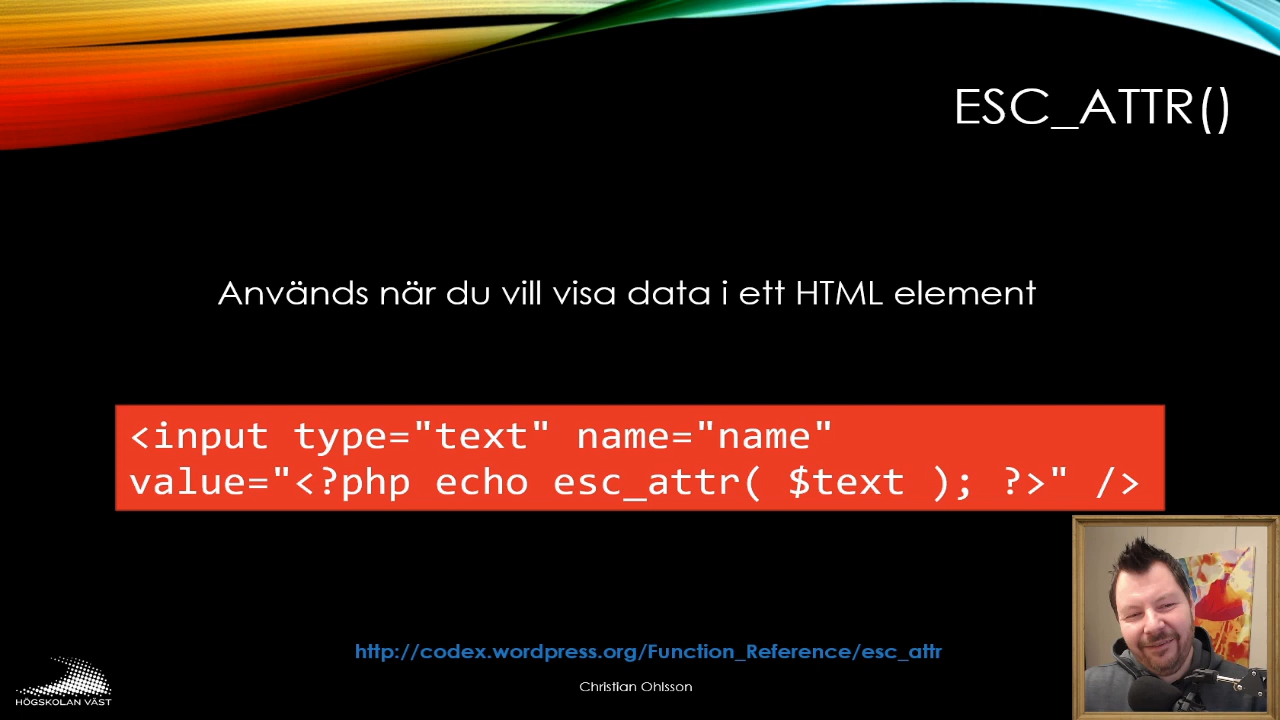 ESC_ATTR()
Används när du vill visa data i ett HTML element
<input type="text" name="name"
value="<?php echo esc_attr( $text ); ?>" />
http://codex.wordpress.org/Function_Reference/esc_attr
Christian Ohlsson
HÖGSKOLAN VÄST